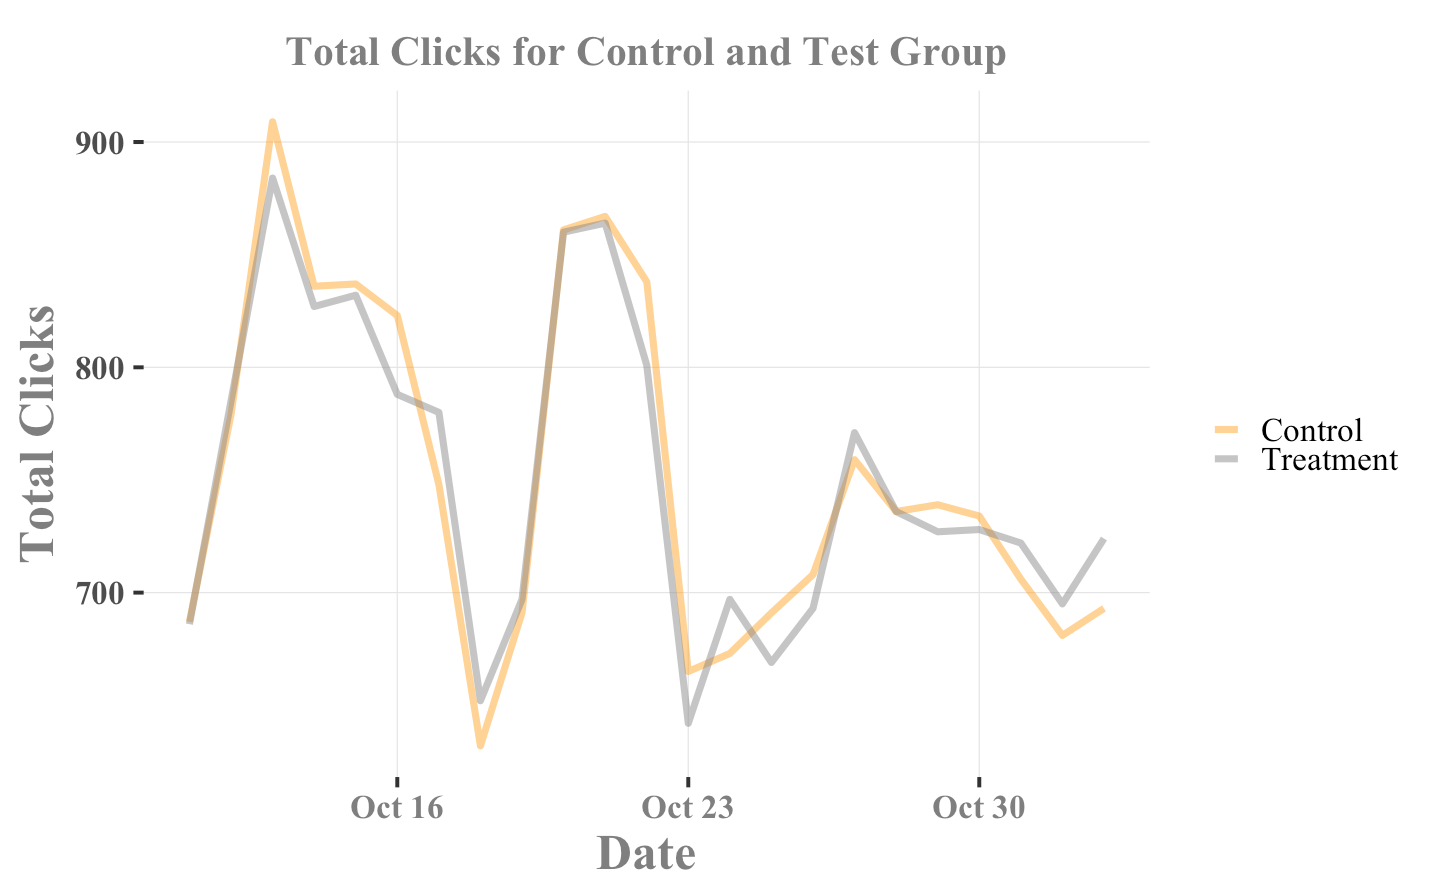 Total Clicks for Control and Test Group
900
800
700
Total Clicks
Oct 16
Oct 23
Oct 30
Date
Control
Treatment